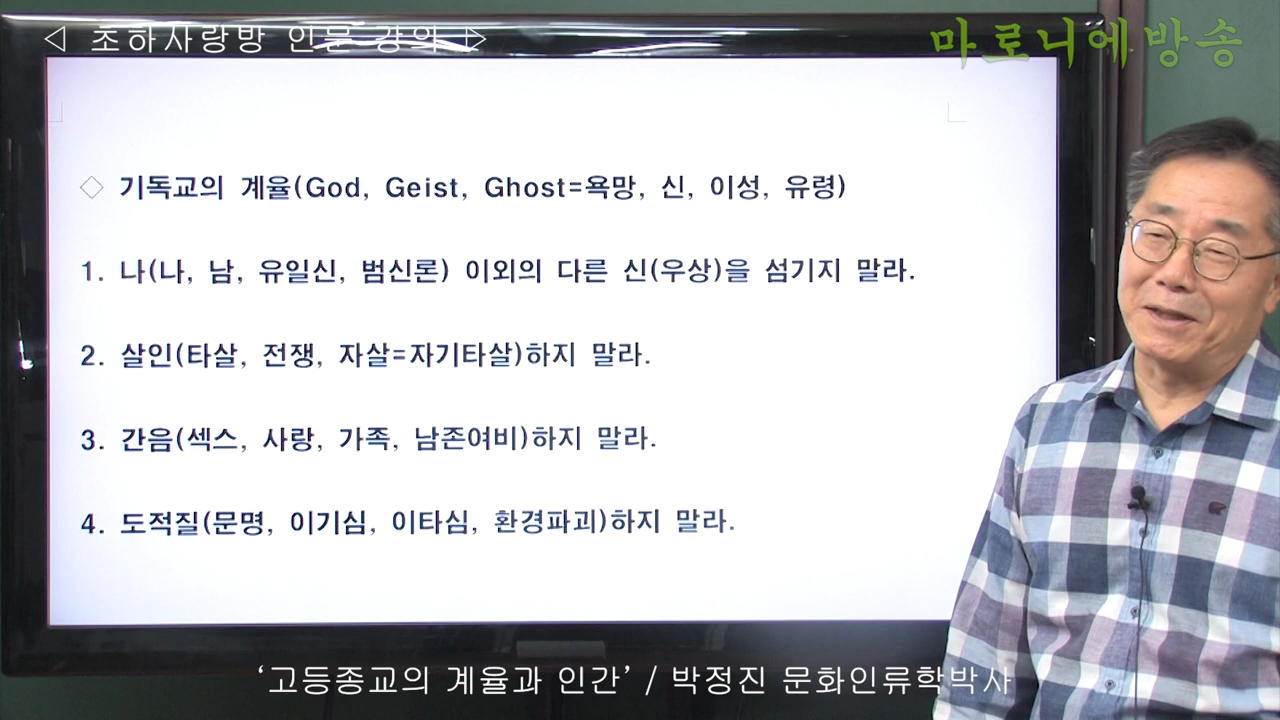 ◁ 초하사랑방 인문 강의 ▷
마로니에방송
◇ 기독교의 계율(God, Geist, Ghost=욕망, 신, 이성, 유령)
1. 나(나, 남, 유일신, 범신론) 이외의 다른 신(우상)을 섬기지 말라.
2. 살인(타살, 전쟁, 자살=자기타살)하지 말라.
3. 간음(섹스, 사랑, 가족, 남존여비)하지 말라.
4. 도적질(문명, 이기심, 이타심, 환경파괴)하지 말라.
‘고등종교의 계율과 인간’ / 박정진 문화인류학박사